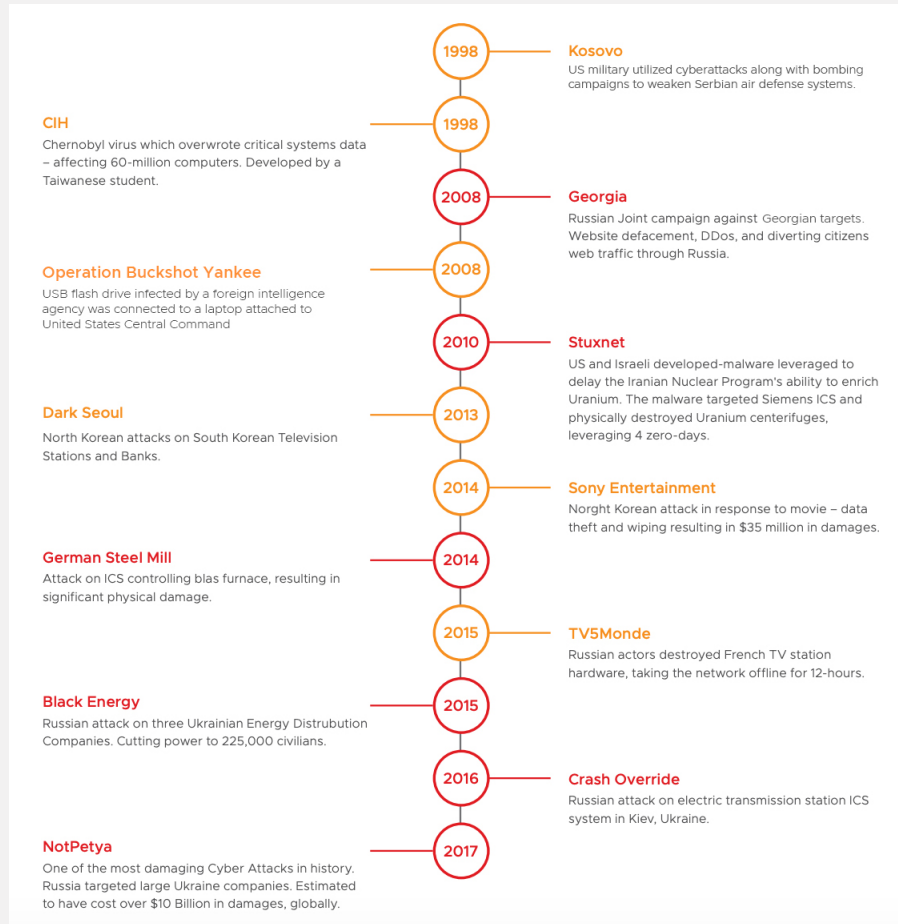 1998
Kosovo
US military utilized cyberattacks along with bombing
campaigns to weaken Serbian air defense systems.
CIH
1998
Chernobyl virus which overwrote critical systems data
– affecting 60-million computers. Developed by a
Taiwanese student.
2008
Georgia
Russian Joint campaign against Georgian targets.
Website defacement, DDos, and diverting citizens
web traffic through Russia.
Operation Buckshot Yankee
2008
USB flash drive infected by a foreign intelligence
agency was connected to a laptop attached to
United States Central Command
2010
Stuxnet
US and Israeli developed-malware leveraged to
delay the Iranian Nuclear Program's ability to enrich
Uranium. The malware targeted Siemens ICS and
physically destroyed Uranium centerifuges,
leveraging 4 zero-days.
Dark Seoul
2013
North Korean attacks on South Korean Television
Stations and Banks.
2014
Sony Entertainment
Norght Korean attack in response to movie – data
theft and wiping resulting in $35 million in damages.
German Steel Mill
2014
Attack on ICS controlling blas furnace, resulting in
significant physical damage.
2015
TV5Monde
Russian actors destroyed French TV station
hardware, taking the network offline for 12-hours.
Black Energy
2015
Russian attack on three Ukrainian Energy Distrubution
Companies. Cutting power to 225,000 civilians.
2016
Crash Override
Russian attack on electric transmission station ICS
system in Kiev, Ukraine.
NotPetya
2017
One of the most damaging Cyber Attacks in history.
Russia targeted large Ukraine companies. Estimated
to have cost over $10 Billion in damages, globally.